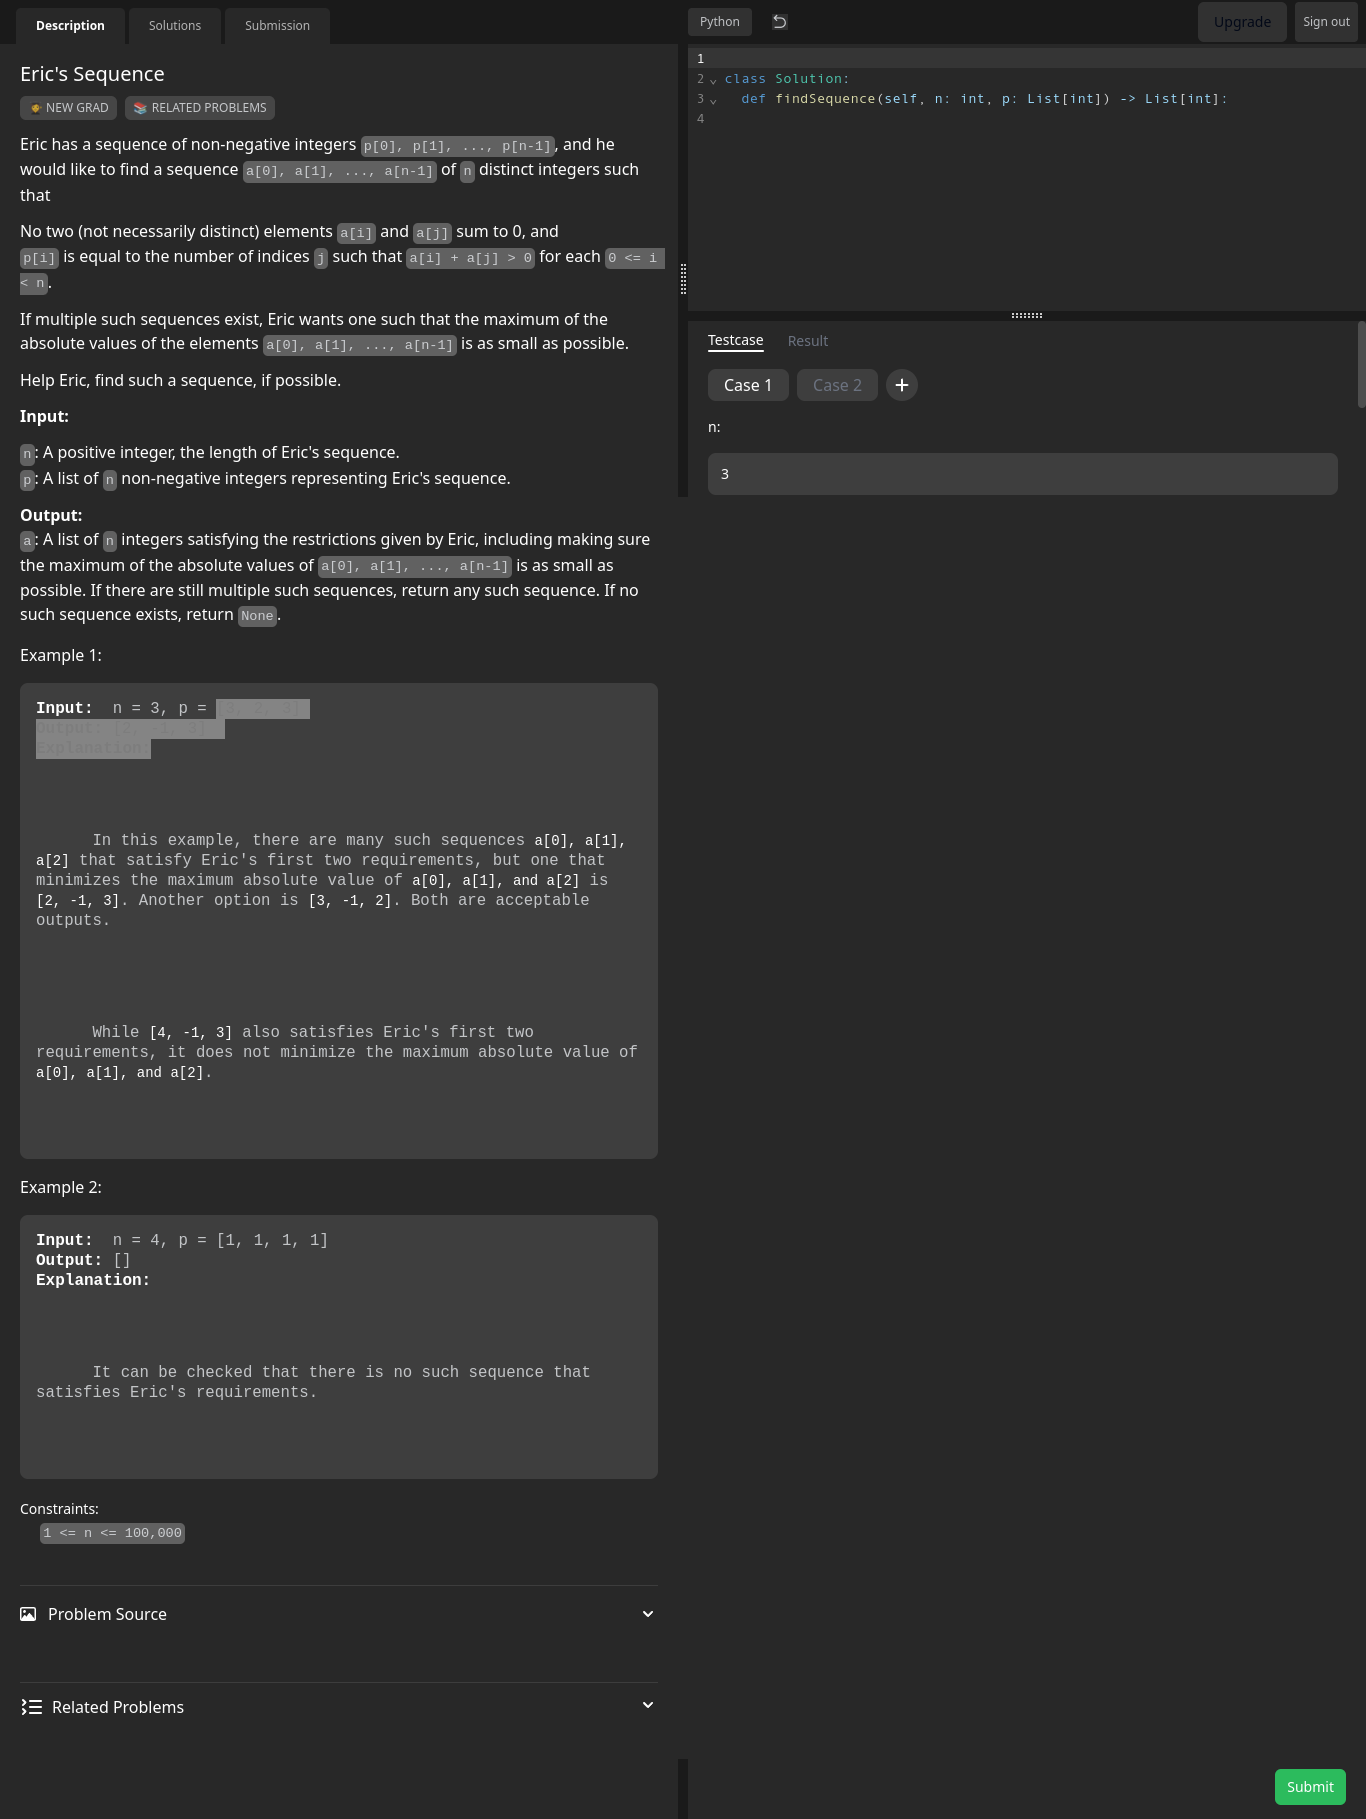 Description
Solutions
Submission
Python
Upgrade
Sign out
Eric's Sequence
NEW GRAD
RELATED PROBLEMS
Eric has a sequence of non-negative integers p[0], p[1], ..., p[n-1], and he
would like to find a sequence a[0], a[1], ..., a[n-1] of n distinct integers such
that
No two (not necessarily distinct) elements a[i] and a[j] sum to 0, and
p[i] is equal to the number of indices j such that a[i] + a[j] > 0 for each 0 <= i
< n.
If multiple such sequences exist, Eric wants one such that the maximum of the
absolute values of the elements a[0], a[1], ..., a[n-1] is as small as possible.
Help Eric, find such a sequence, if possible.
Input:
n: A positive integer, the length of Eric's sequence.
p: A list of n non-negative integers representing Eric's sequence.
Output:
a: A list of n integers satisfying the restrictions given by Eric, including making sure
the maximum of the absolute values of a[0], a[1], ..., a[n-1] is as small as
possible. If there are still multiple such sequences, return any such sequence. If no
such sequence exists, return None.
Example 1:
Input: n = 3, p = [3, 2, 3]
Output: [2, -1, 3]
Explanation:
In this example, there are many such sequences a[0], a[1],
a[2] that satisfy Eric's first two requirements, but one that
minimizes the maximum absolute value of a[0], a[1], and a[2] is
[2, -1, 3]. Another option is [3, -1, 2]. Both are acceptable
outputs.
While [4, -1, 3] also satisfies Eric's first two
requirements, it does not minimize the maximum absolute value of
a[0], a[1], and a[2].
Example 2:
Input: n = 4, p = [1, 1, 1, 1]
Output: []
Explanation:
It can be checked that there is no such sequence that
satisfies Eric's requirements.
Constraints:
1 <= n <= 100,000
Problem Source
Related Problems
1
2 class Solution:
3 def findSequence(self, n: int, p: List[int]) -> List[int]:
4
Testcase
Result
Case 1
Case 2
+
n:
3
Submit